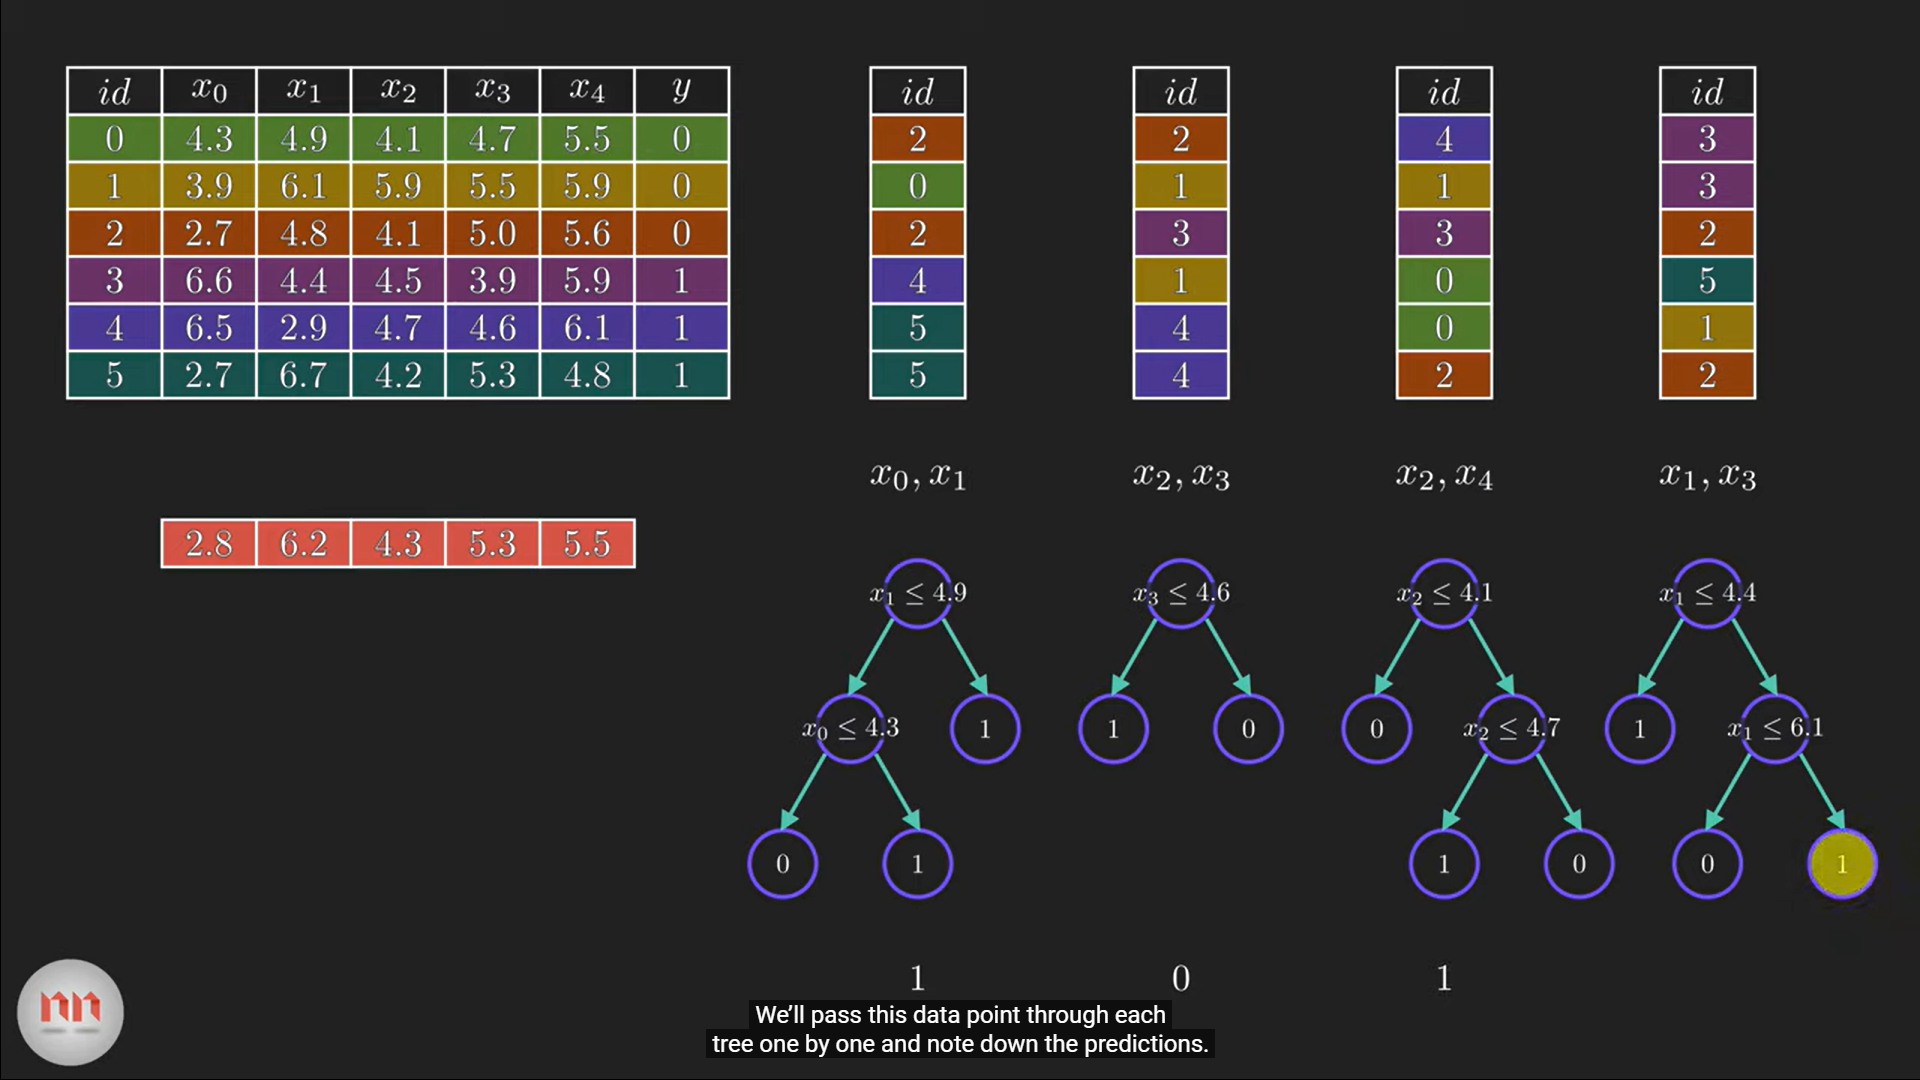 id x₀ x₁ x₂ x₃ x₄ y
0 4.3 4.9 4.1 4.7 5.5 0
1 3.9 6.1 5.9 5.5 5.9 0
2 2.7 4.8 4.1 5.0 5.6 0
3 6.6 4.4 4.5 3.9 5.9 1
4 6.5 2.9 4.7 4.6 6.1 1
5 2.7 6.7 4.2 5.3 4.8 1
id id id id
2 2 4 3
0 1 1 3
2 3 3 2
4 1 0 5
5 4 0 1
5 4 2 2
x₀, x₁ x₂, x₃ x₂, x₄ x₁, x₃
2.8 6.2 4.3 5.3 5.5
x₁ ≤ 4.9 x₃ ≤ 4.6 x₂ ≤ 4.1 x₁ ≤ 4.4
x₀ ≤ 4.3 1 1 0 0 x₂ ≤ 4.7 1 x₁ ≤ 6.1
0 1 1 0 0 1
1 0 1
nn
We’ll pass this data point through each
tree one by one and note down the predictions.